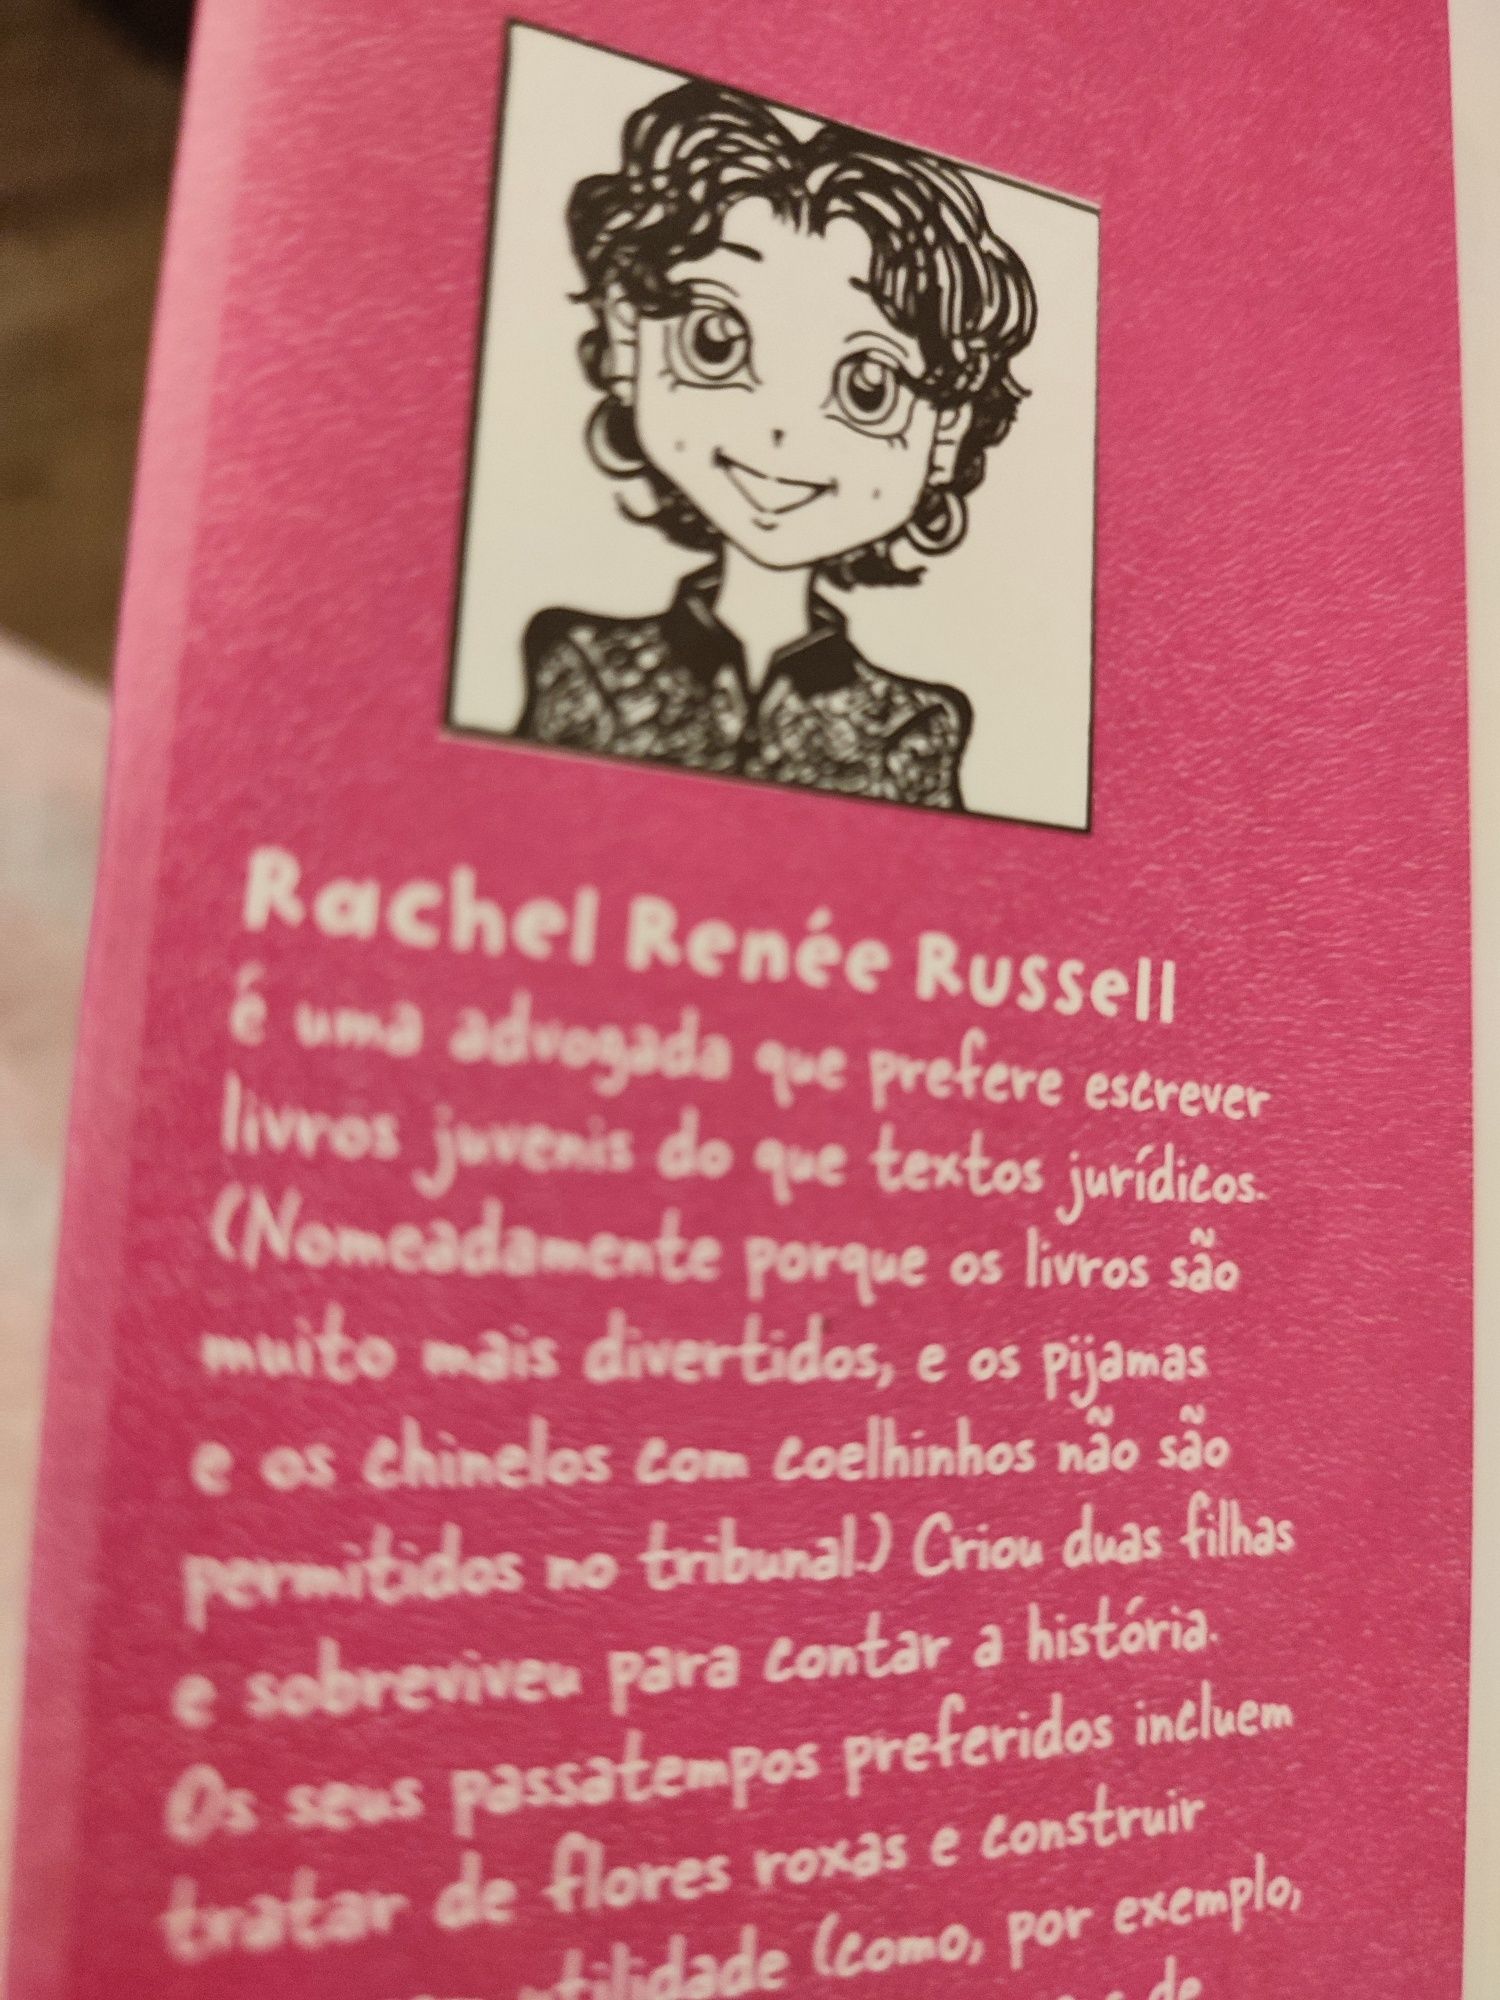 Rachel Renée Russell
é uma advogada que prefere escrever
livros juvenis do que textos jurídicos.
(Nomeadamente porque os livros são
muito mais divertidos, e os pijamas
e os chinelos com coelhinhos não são
permitidos no tribunal.) Criou duas filhas
e sobreviveu para contar a história.
Os seus passatempos preferidos incluem
tratar de flores roxas e construir
utilidade (como, por exemplo,
de